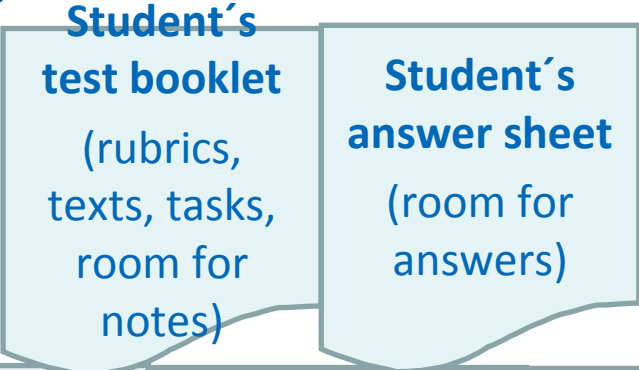 Student´s
test booklet
(rubrics,
texts, tasks,
room for
notes)
Student´s
answer sheet
(room for
answers)